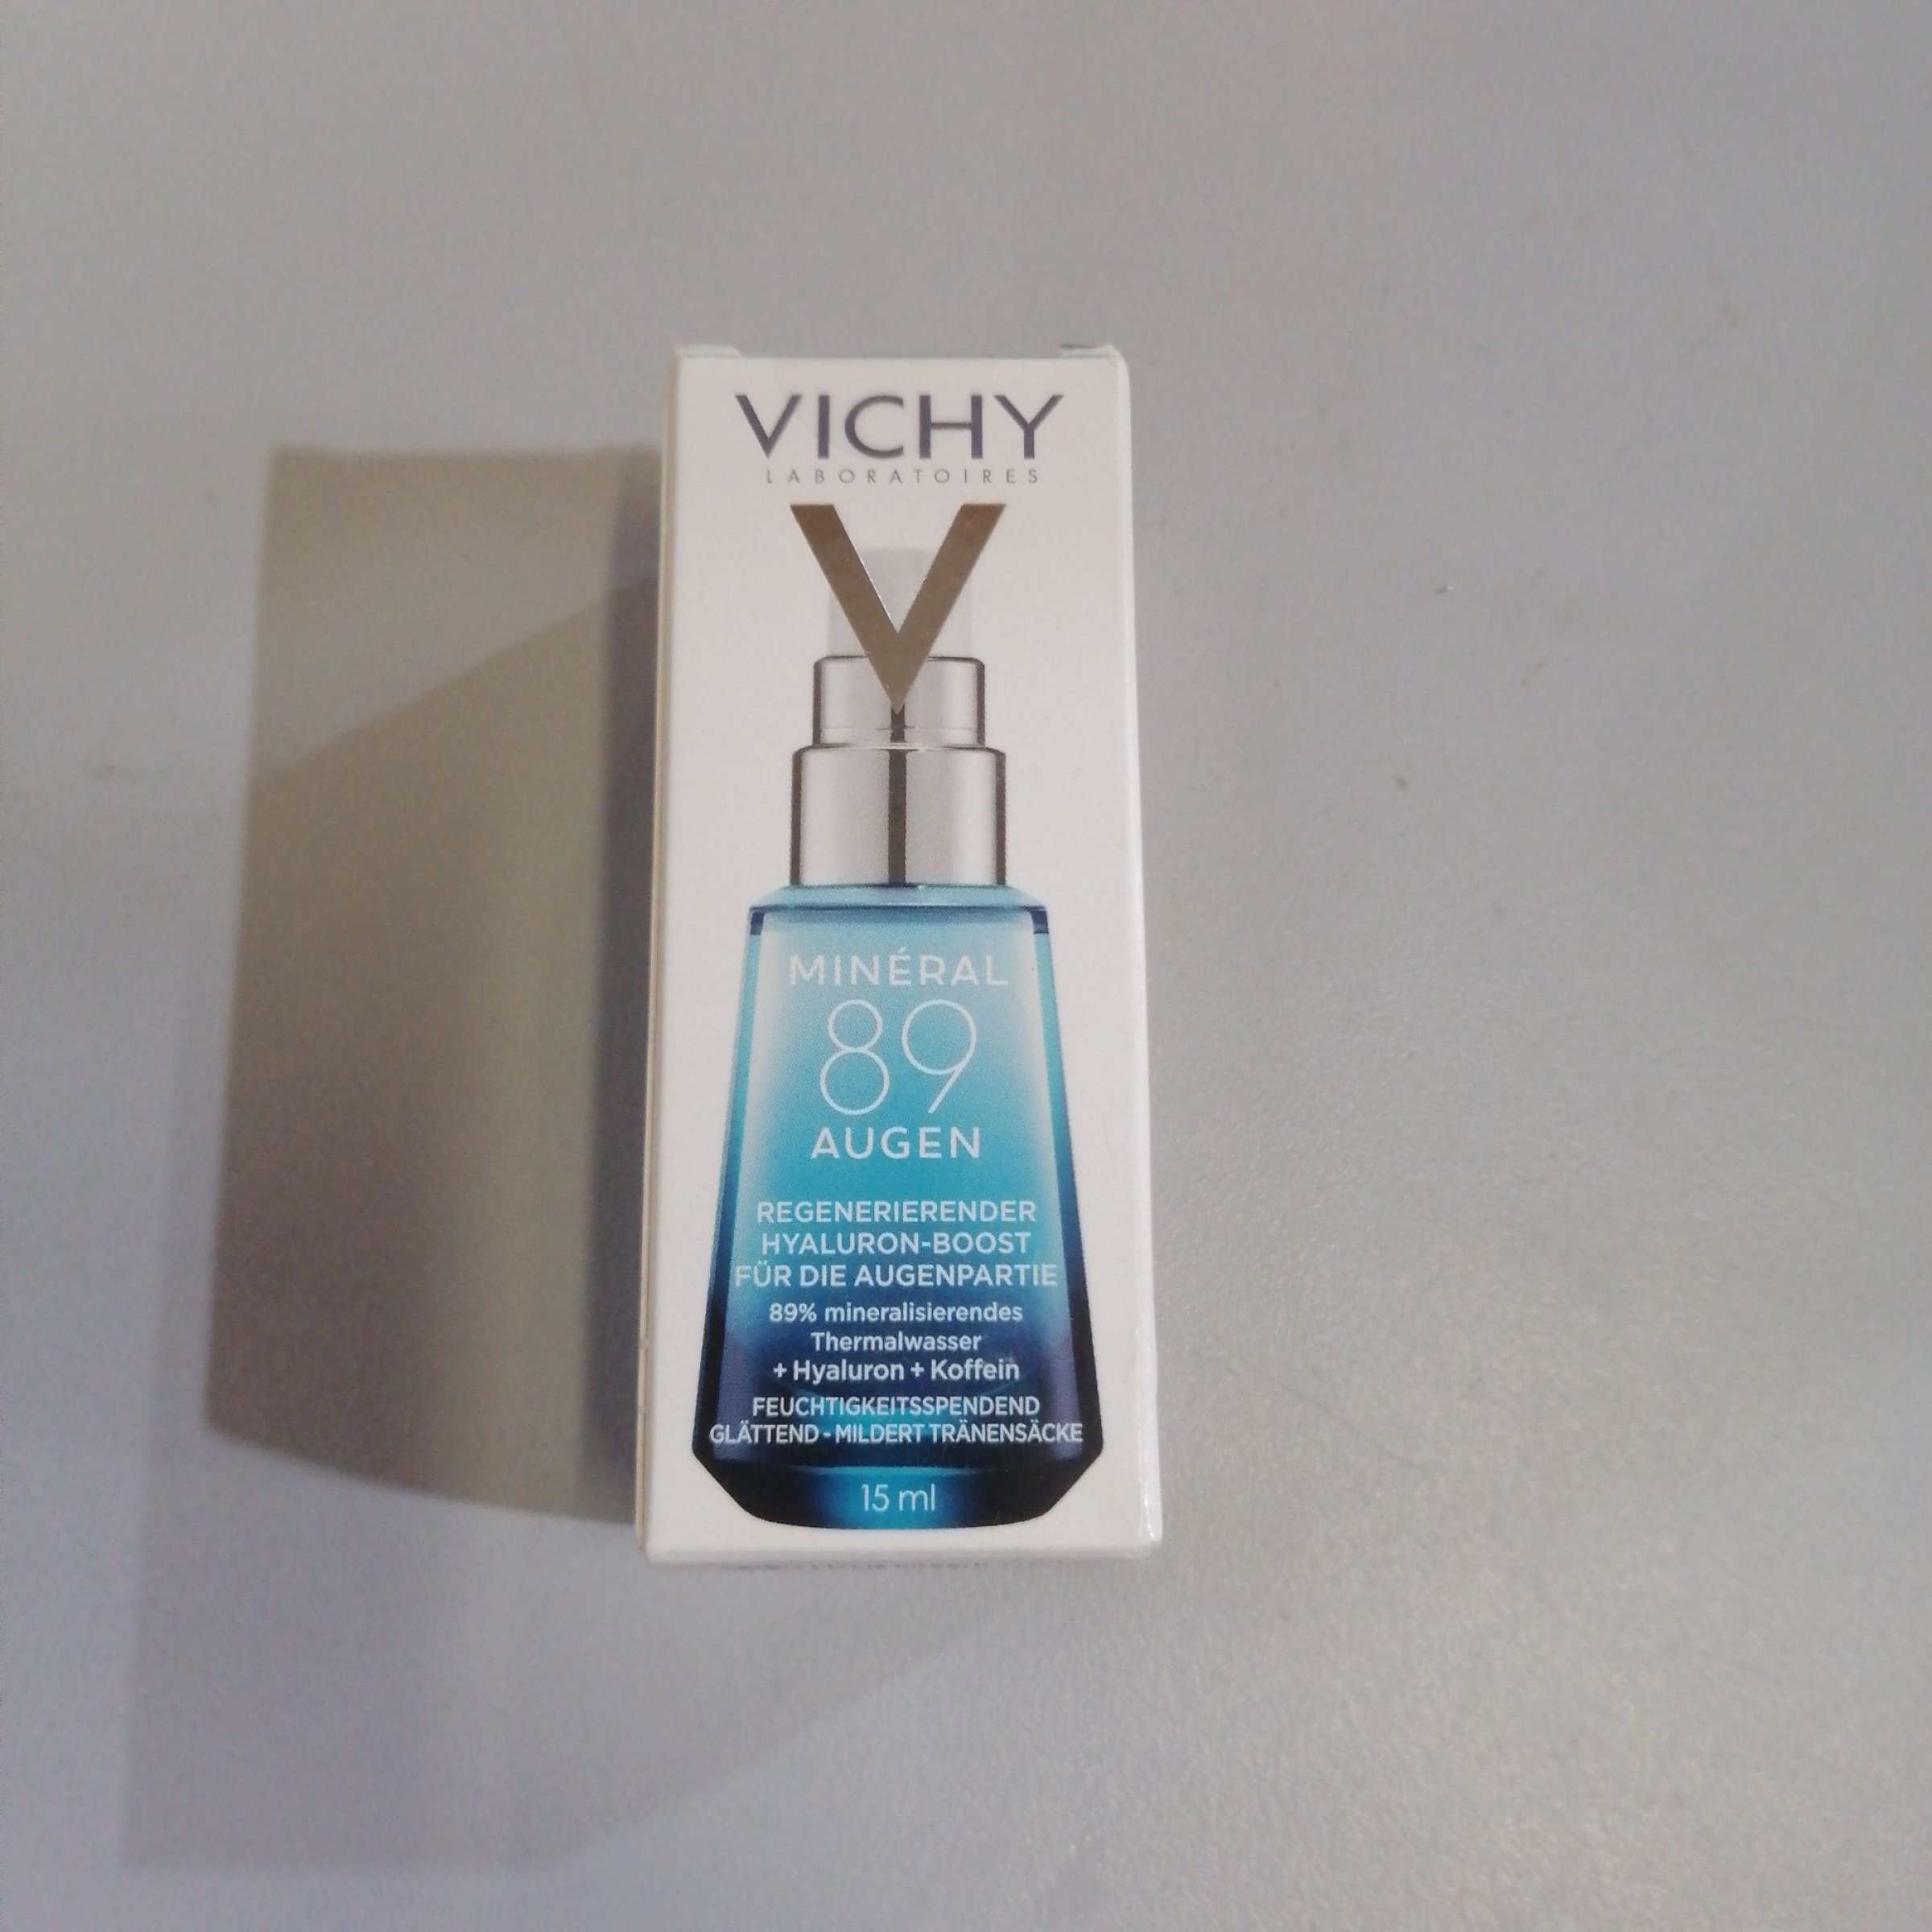 VICHY
LABORATOIRES
MINÉRAL
89
AUGEN
REGENERIERENDER
HYALURON-BOOST
FÜR DIE AUGENPARTIE
89% mineralisierendes
Thermalwasser
+ Hyaluron + Koffein
FEUCHTIGKEITSSPENDEND
GLÄTTEND - MILDERT TRÄNENSÄCKE
15 ml